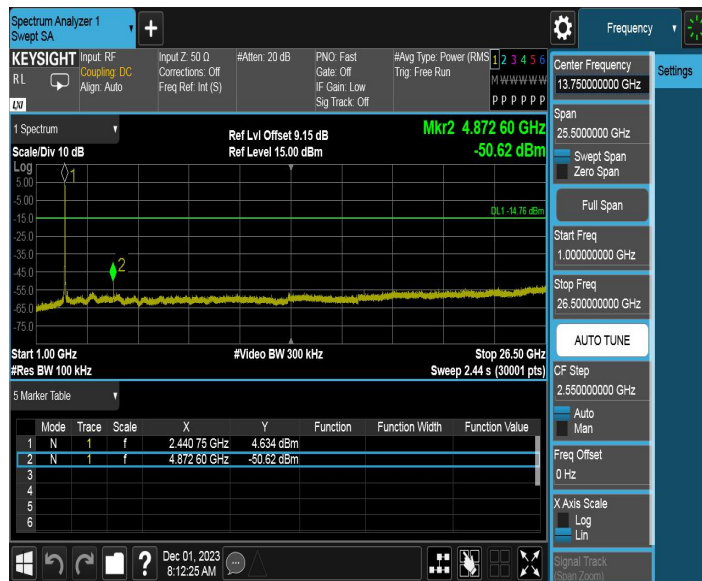 Spectrum Analyzer 1
Swept SA
+
Frequency
KEYSIGHT
RL
LXI
Input: RF
Coupling: DC
Align: Auto
Input Z: 50 Ω
Corrections: Off
Freq Ref: Int (S)
#Atten: 20 dB
PNO: Fast
Gate: Off
IF Gain: Low
Sig Track: Off
#Avg Type: Power (RMS
Trig: Free Run
1 2 3 4 5 6
M W W W W W
P P P P P P
1 Spectrum
Scale/Div 10 dB
Ref Lvl Offset 9.15 dB
Ref Level 15.00 dBm
Mkr2 4.872 60 GHz
-50.62 dBm
Log
5.00
-5.00
-15.0
-25.0
-35.0
-45.0
-55.0
-65.0
-75.0
1
2
DL1 -14.76 dBm
Start 1.00 GHz
#Res BW 100 kHz
#Video BW 300 kHz
Stop 26.50 GHz
Sweep 2.44 s (30001 pts)
5 Marker Table
Mode Trace Scale X Y Function Function Width Function Value
1 N 1 f 2.440 75 GHz 4.634 dBm
2 N 1 f 4.872 60 GHz -50.62 dBm
3
4
5
6
?
Dec 01, 2023
8:12:25 AM
Center Frequency
13.750000000 GHz
Settings
Span
25.5000000 GHz
Swept Span
Zero Span
Full Span
Start Freq
1.000000000 GHz
Stop Freq
26.500000000 GHz
AUTO TUNE
CF Step
2.550000000 GHz
Auto
Man
Freq Offset
0 Hz
X Axis Scale
Log
Lin
Signal Track
(Span Zoom)